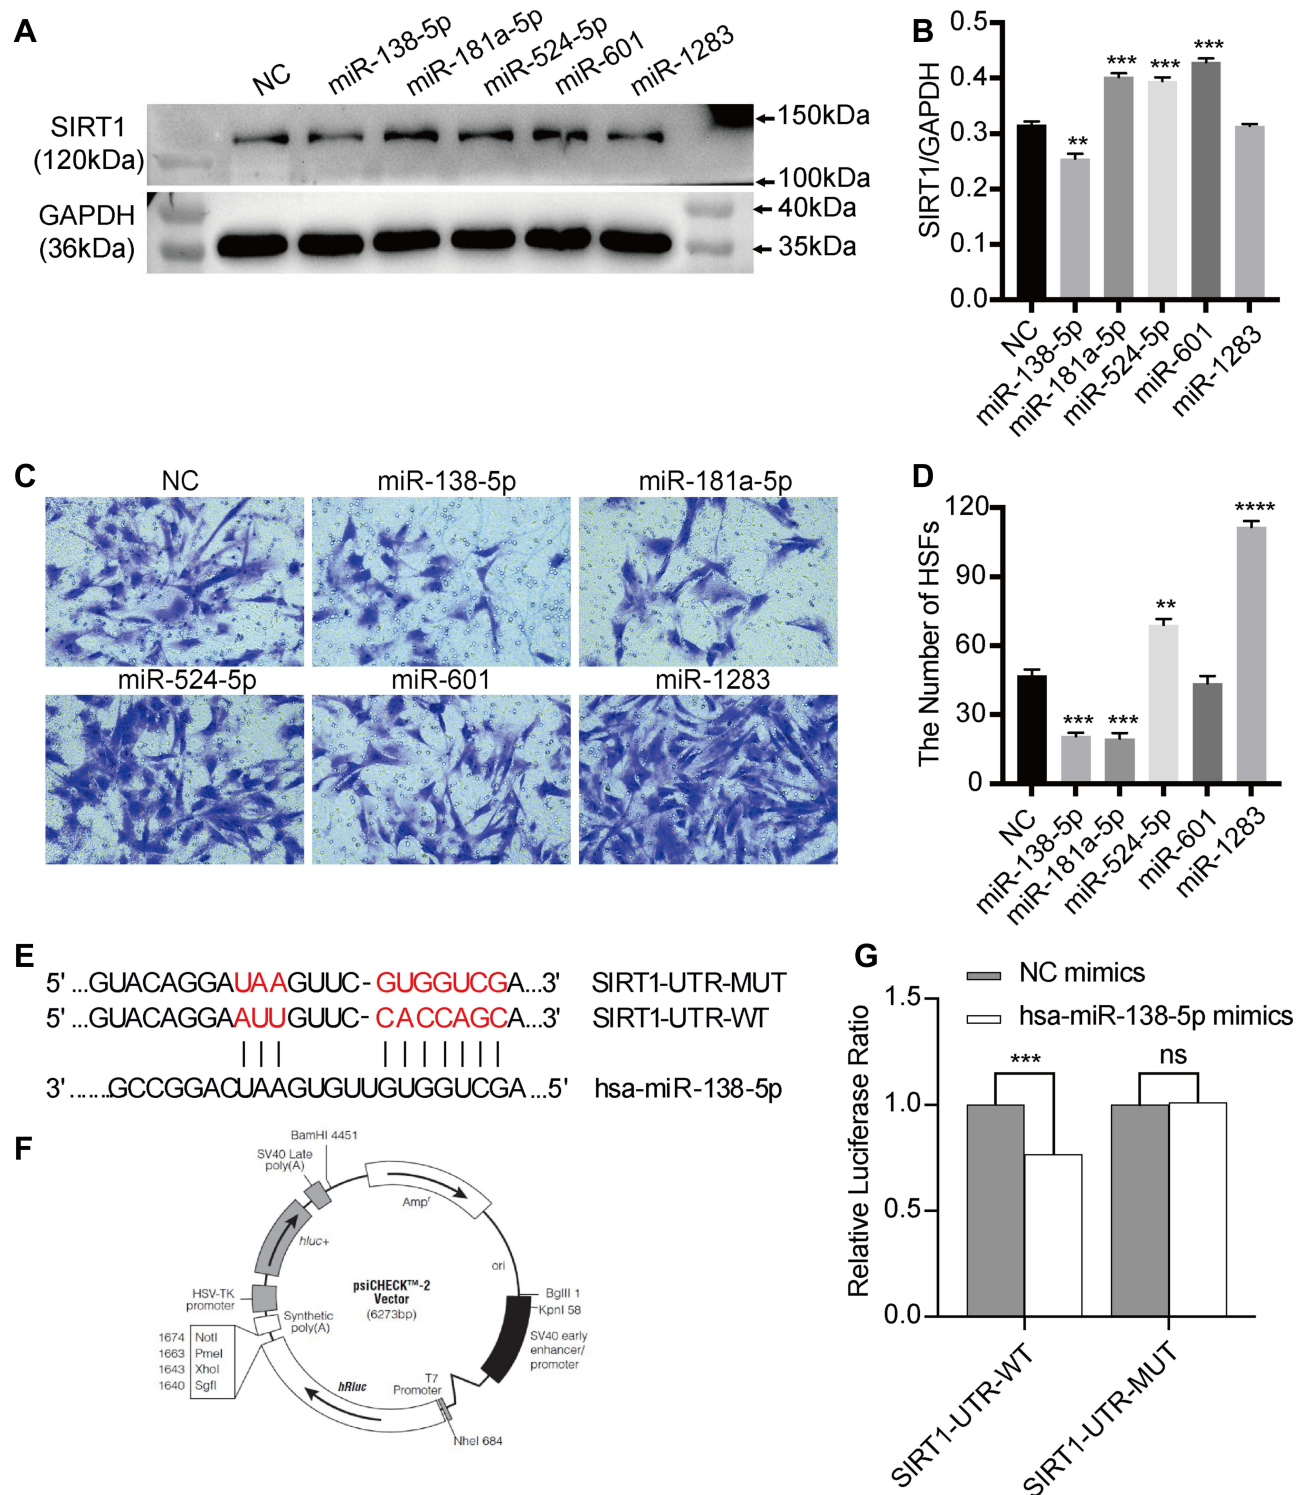 A
NC
miR-138-5p
miR-181a-5p
miR-524-5p
miR-601
miR-1283
SIRT1
(120kDa)
GAPDH
(36kDa)
150kDa
100kDa
40kDa
35kDa
B
SIRT1/GAPDH
0.5
0.4
0.3
0.2
0.1
0.0
**
***
***
***
NC
miR-138-5p
miR-181a-5p
miR-524-5p
miR-601
miR-1283
C
NC
miR-138-5p
miR-181a-5p
miR-524-5p
miR-601
miR-1283
D
The Number of HSFs
120
90
60
30
0
***
***
**
****
NC
miR-138-5p
miR-181a-5p
miR-524-5p
miR-601
miR-1283
E
5' ...GUACAGGAUAAGUUC- GUGGUCGA...3' SIRT1-UTR-MUT
5' ...GUACAGGAAUUGUUC- CACCAGCA...3' SIRT1-UTR-WT
3'.......GCCGGACUAAGUGUUGUGGUCGA...5' hsa-miR-138-5p
F
BamHI 4451
SV40 Late
poly(A)
Ampr
hluc+
ori
HSV-TK
promoter
Synthetic
poly(A)
psiCHECK™-2
Vector
(6273bp)
BglII 1
KpnI 58
SV40 early
enhancer/
promoter
1674 NotI
1663 PmeI
1643 XhoI
1640 SgfI
hRluc
T7
Promoter
NheI 684
G
NC mimics
hsa-miR-138-5p mimics
Relative Luciferase Ratio
1.5
1.0
0.5
0.0
***
ns
SIRT1-UTR-WT
SIRT1-UTR-MUT